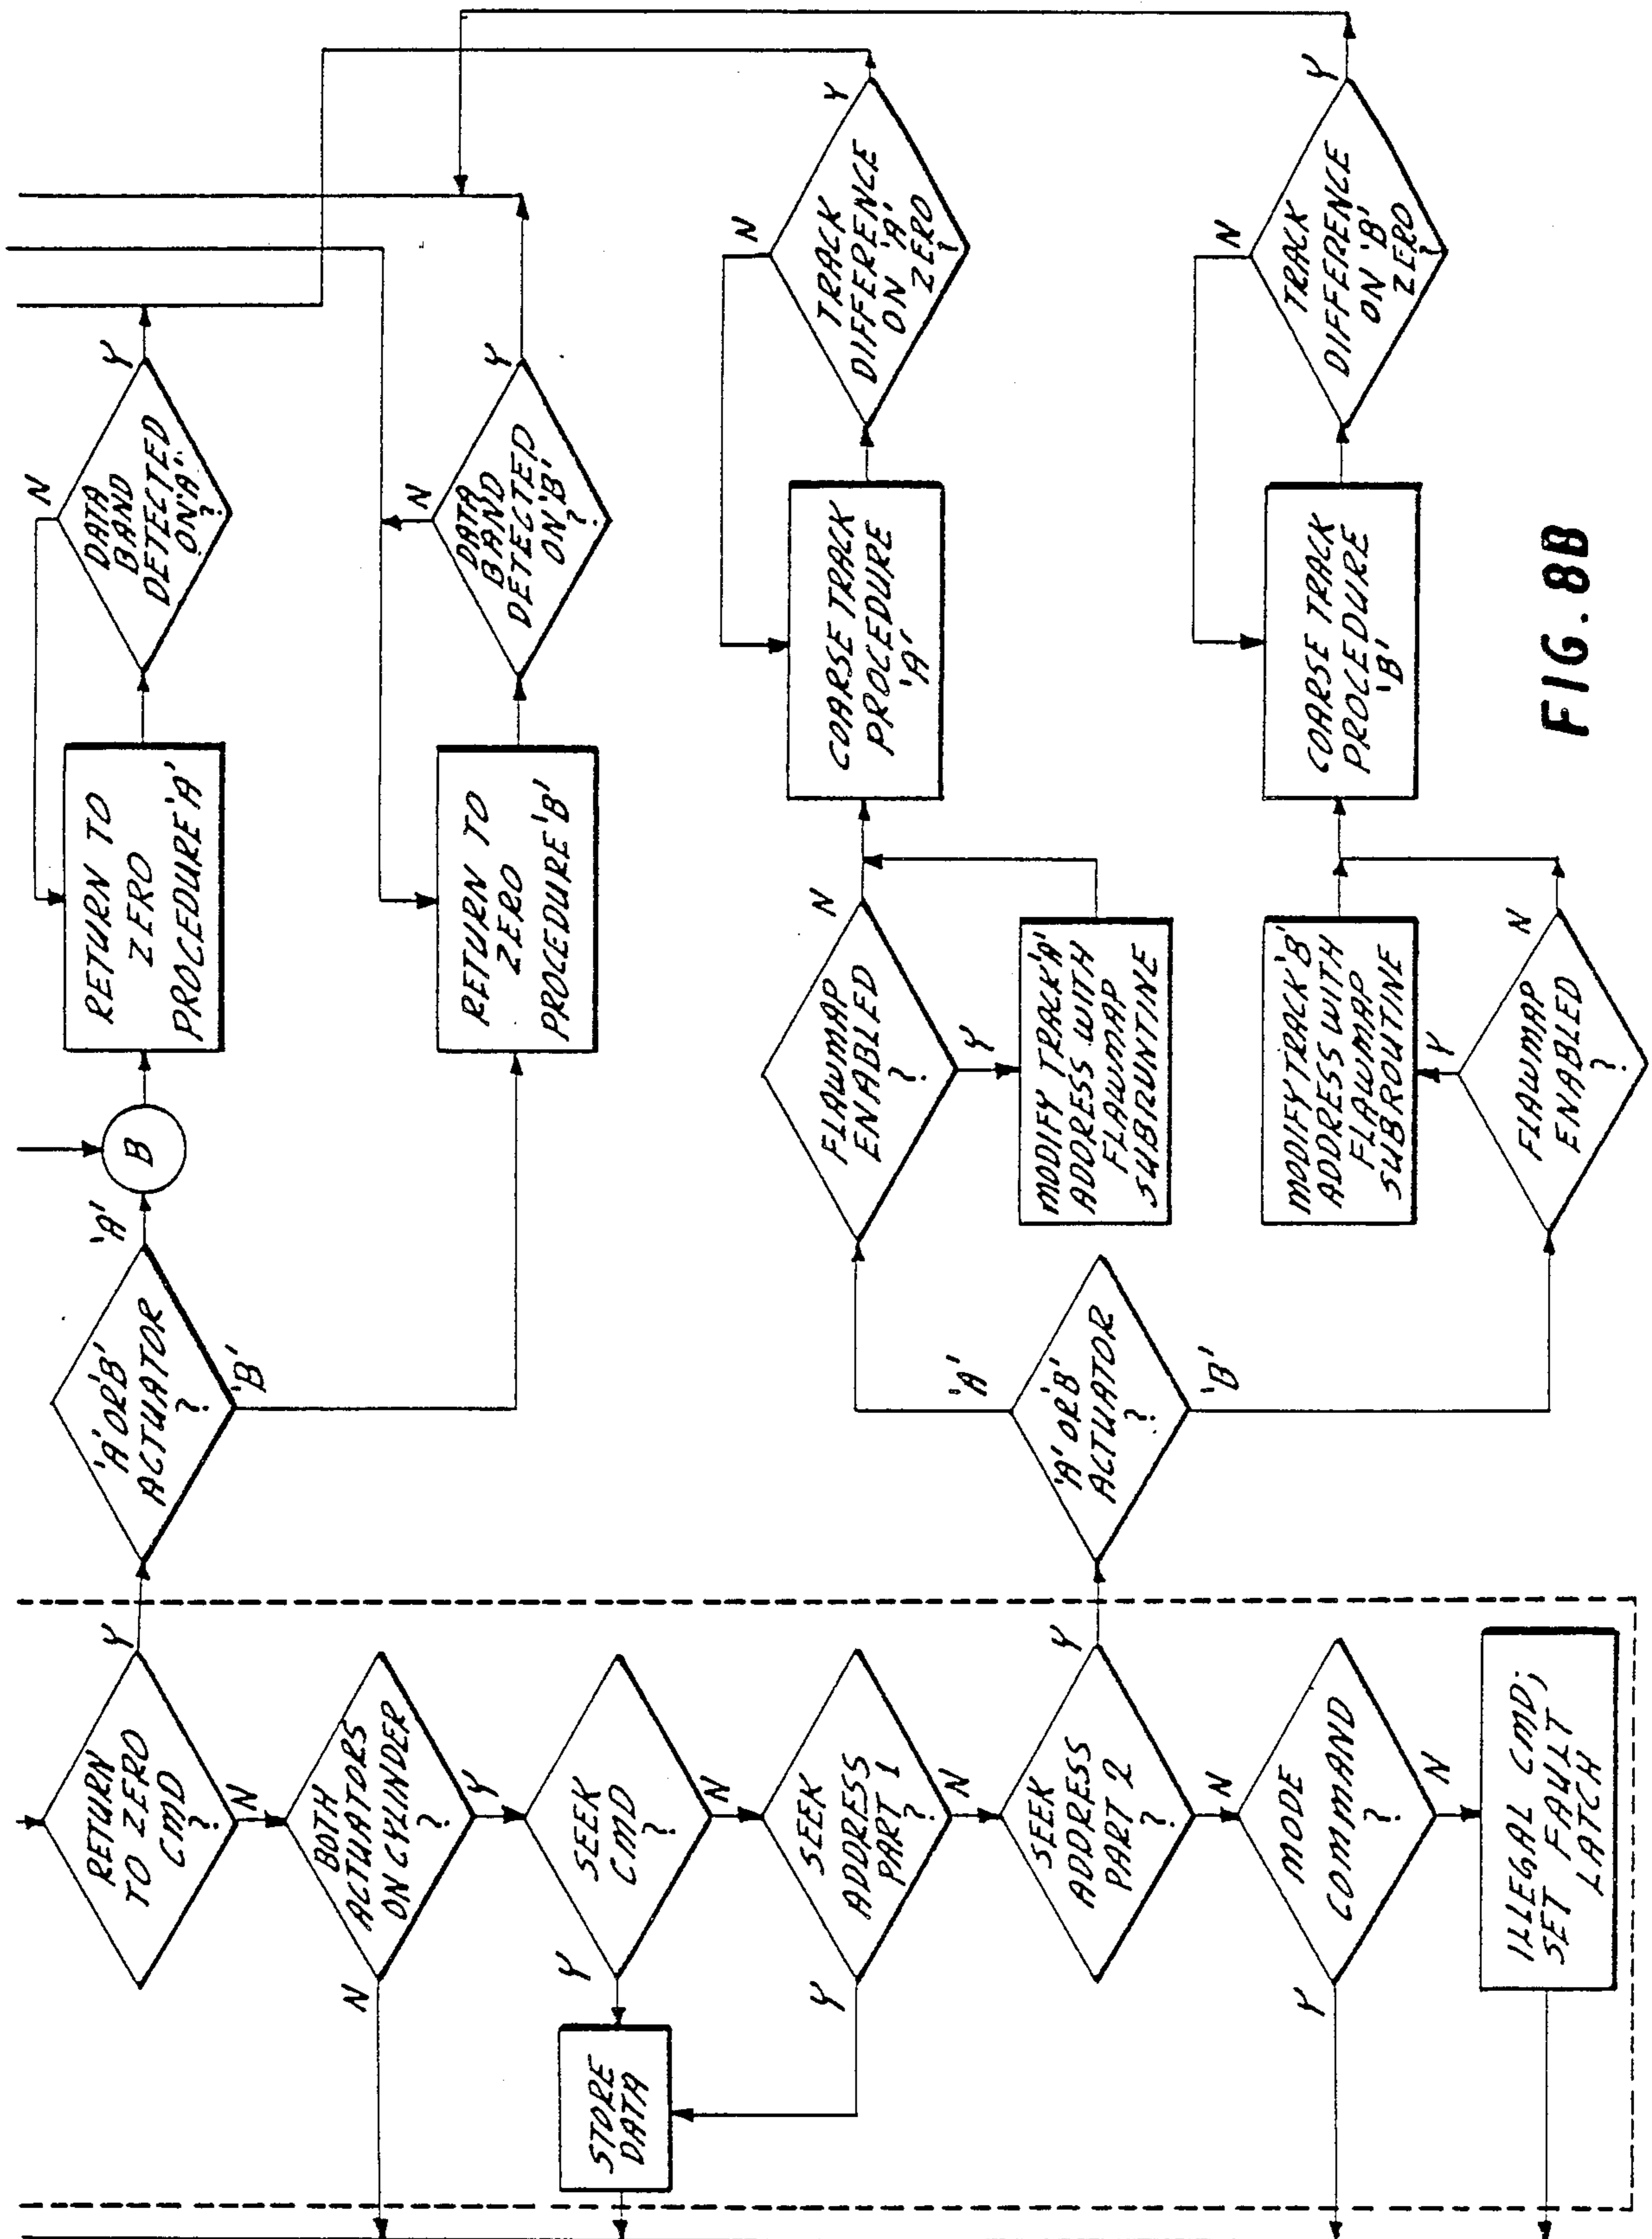 RETURN
TO ZERO
CMD
?
Y
N
BOTH
ACTUATORS
ON CYLINDER
?
N
Y
SEEK
CMD
?
Y
N
STORE
DATA
SEEK
ADDRESS
PART 1
?
Y
N
SEEK
ADDRESS
PART 2
?
Y
N
MODE
COMMAND
?
Y
N
ILLEGAL CMD;
SET FAULT
LATCH
'A' OR 'B'
ACTUATOR
?
'A'
'B'
B
RETURN TO
ZERO
PROCEDURE 'A'
DATA
BAND
DETECTED
ON 'A'
?
N
Y
RETURN TO
ZERO
PROCEDURE 'B'
DATA
BAND
DETECTED
ON 'B'
?
N
Y
'A' OR 'B'
ACTUATOR
?
'A'
'B'
FLAWMAP
ENABLED
?
N
Y
MODIFY TRACK 'A'
ADDRESS WITH
FLAWMAP
SUBRUNTINE
COARSE TRACK
PROCEDURE
'A'
TRACK
DIFFERENCE
ON 'A'
ZERO
?
N
Y
MODIFY TRACK 'B'
ADDRESS WITH
FLAWMAP
SUBROUTINE
FLAWMAP
ENABLED
?
Y
N
COARSE TRACK
PROCEDURE
'B'
TRACK
DIFFERENCE
ON 'B'
ZERO
?
N
Y
FIG. 8B